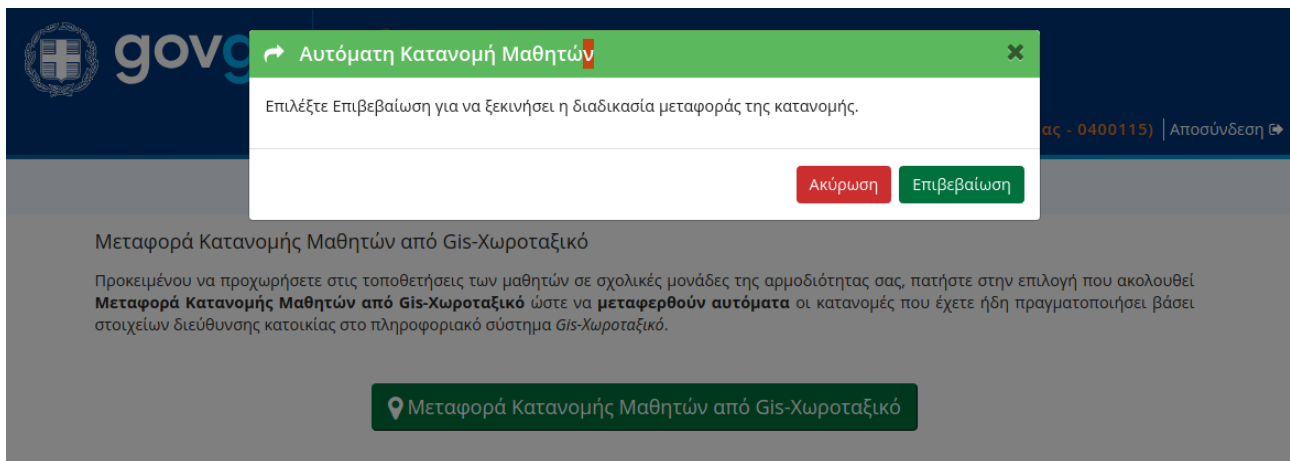 govg
Αυτόματη Κατανομή Μαθητών
Επιλέξτε Επιβεβαίωση για να ξεκινήσει η διαδικασία μεταφοράς της κατανομής.
ας - 0400115) Αποσύνδεση
Ακύρωση Επιβεβαίωση
Μεταφορά Κατανομής Μαθητών από Gis-Χωροταξικό
Προκειμένου να προχωρήσετε στις τοποθετήσεις των μαθητών σε σχολικές μονάδες της αρμοδιότητας σας, πατήστε στην επιλογή που ακολουθεί
Μεταφορά Κατανομής Μαθητών από Gis-Χωροταξικό ώστε να μεταφερθούν αυτόματα οι κατανομές που έχετε ήδη πραγματοποιήσει βάσει
στοιχείων διεύθυνσης κατοικίας στο πληροφοριακό σύστημα Gis-Χωροταξικό.
Μεταφορά Κατανομής Μαθητών από Gis-Χωροταξικό